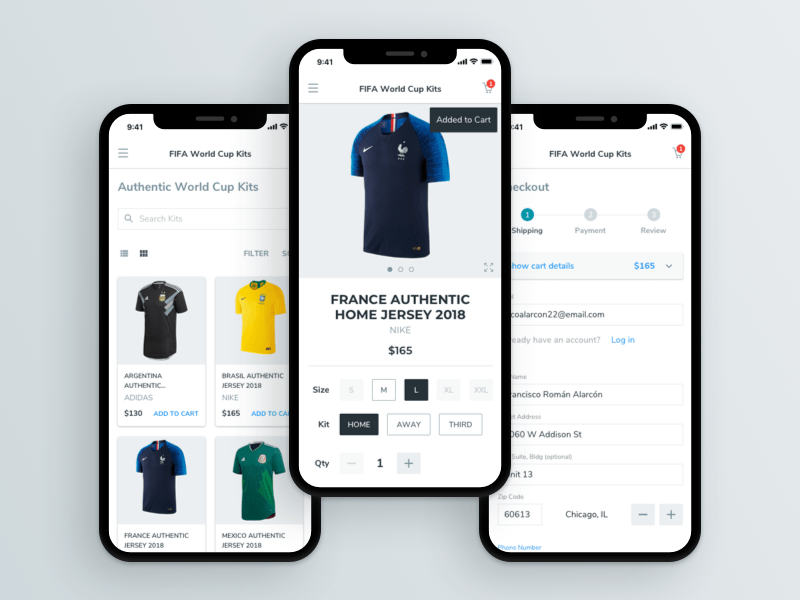 9:41
FIFA World Cup Kits
Authentic World Cup Kits
Search Kits
FILTER
ARGENTINA
AUTHENTIC...
ADIDAS
$130 ADD TO CART
BRASIL AUTHENTIC
JERSEY 2018
NIKE
$165 ADD TO
FRANCE AUTHENTIC
JERSEY 2018
MEXICO AUTHENTIC
JERSEY 2018
9:41
FIFA World Cup Kits
1
Added to Cart
FRANCE AUTHENTIC
HOME JERSEY 2018
NIKE
$165
Size S M L XL XXL
Kit HOME AWAY THIRD
Qty 1
:41
FIFA World Cup Kits
1
heckout
1 2 3
Shipping Payment Review
how cart details $165
coalarcon22@email.com
ready have an account? Log in
Name
ancisco Román Alarcón
Address
060 W Addison St
Suite, Bldg (optional)
nit 13
Zip Code
60613 Chicago, IL
Phone Number